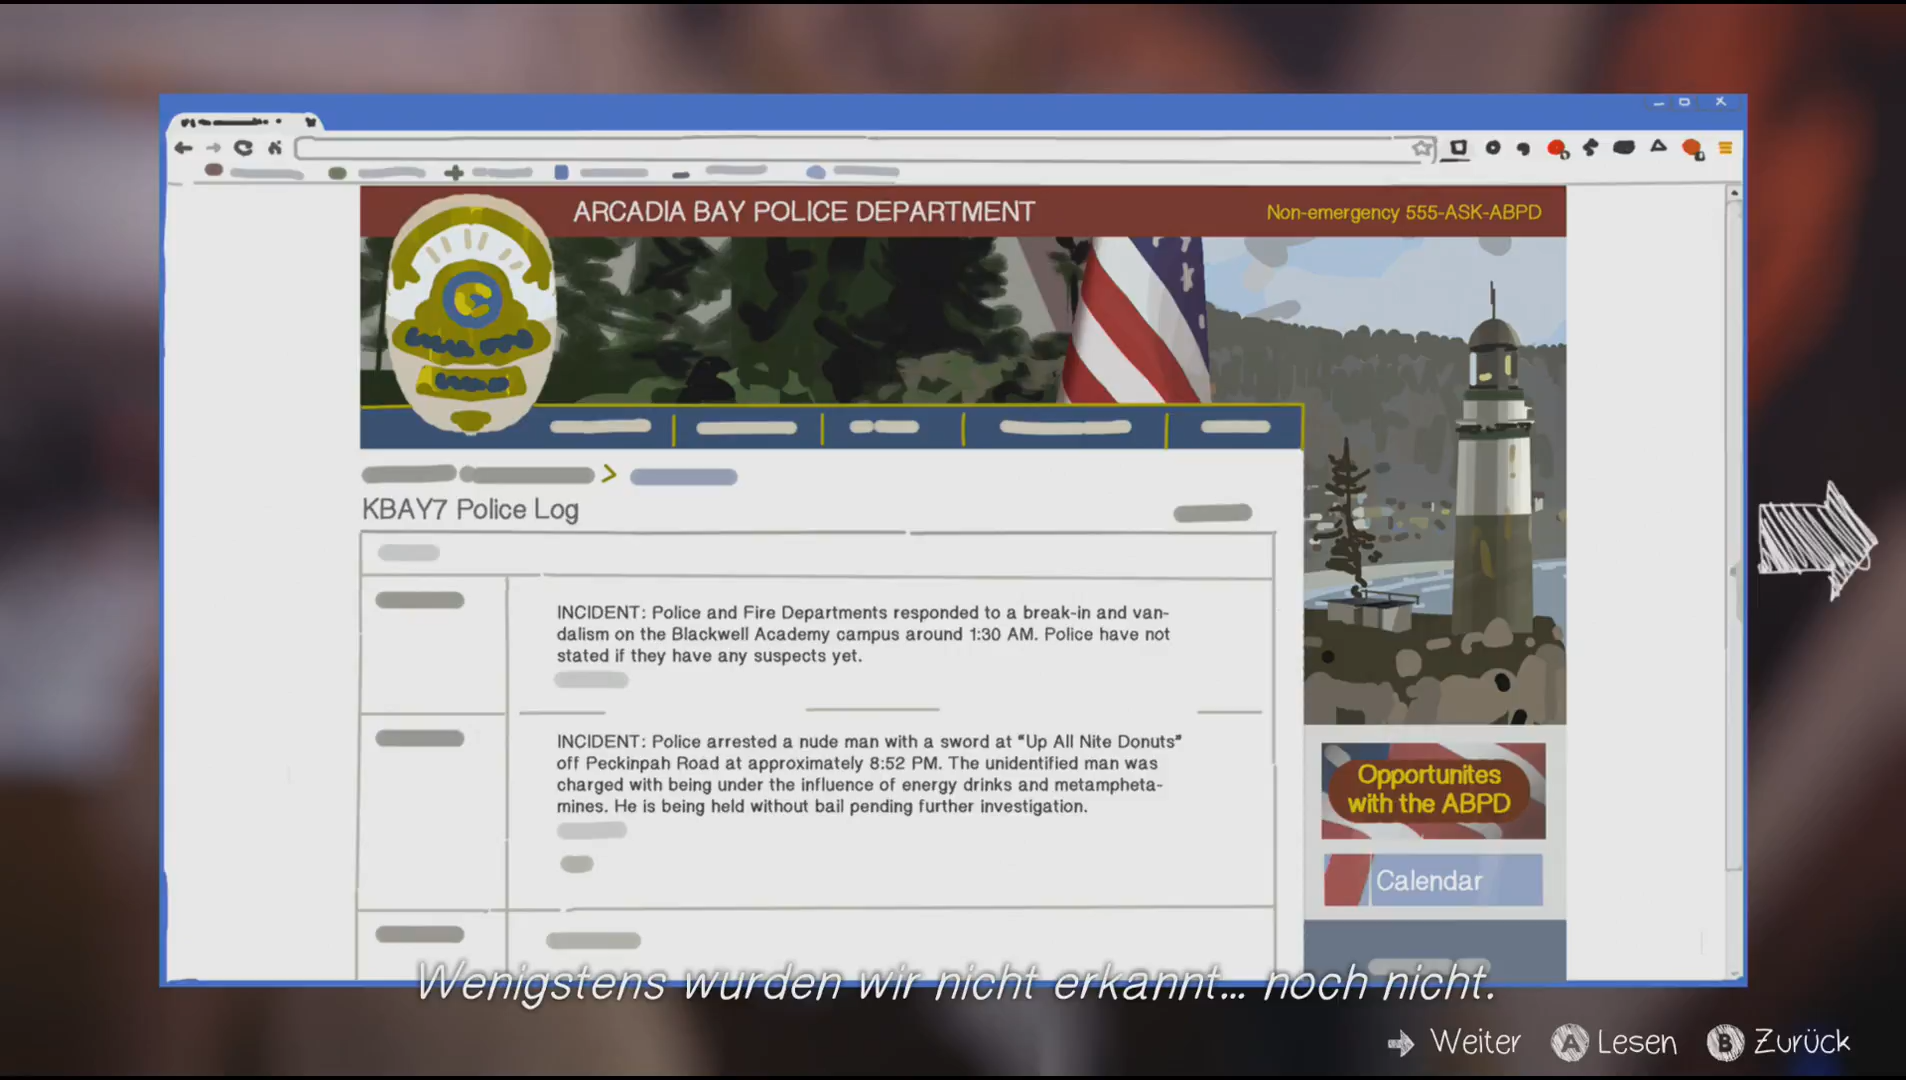 ARCADIA BAY POLICE DEPARTMENT
Non-emergency 555-ASK-ABPD
KBAY7 Police Log
INCIDENT: Police and Fire Departments responded to a break-in and van-
dalism on the Blackwell Academy campus around 1:30 AM. Police have not
stated if they have any suspects yet.
INCIDENT: Police arrested a nude man with a sword at "Up All Nite Donuts"
off Peckinpah Road at approximately 8:52 PM. The unidentified man was
charged with being under the influence of energy drinks and metampheta-
mines. He is being held without bail pending further investigation.
Opportunites
with the ABPD
Calendar
Wenigstens wurden wir nicht erkannt... noch nicht.
Weiter
A Lesen
B Zurück